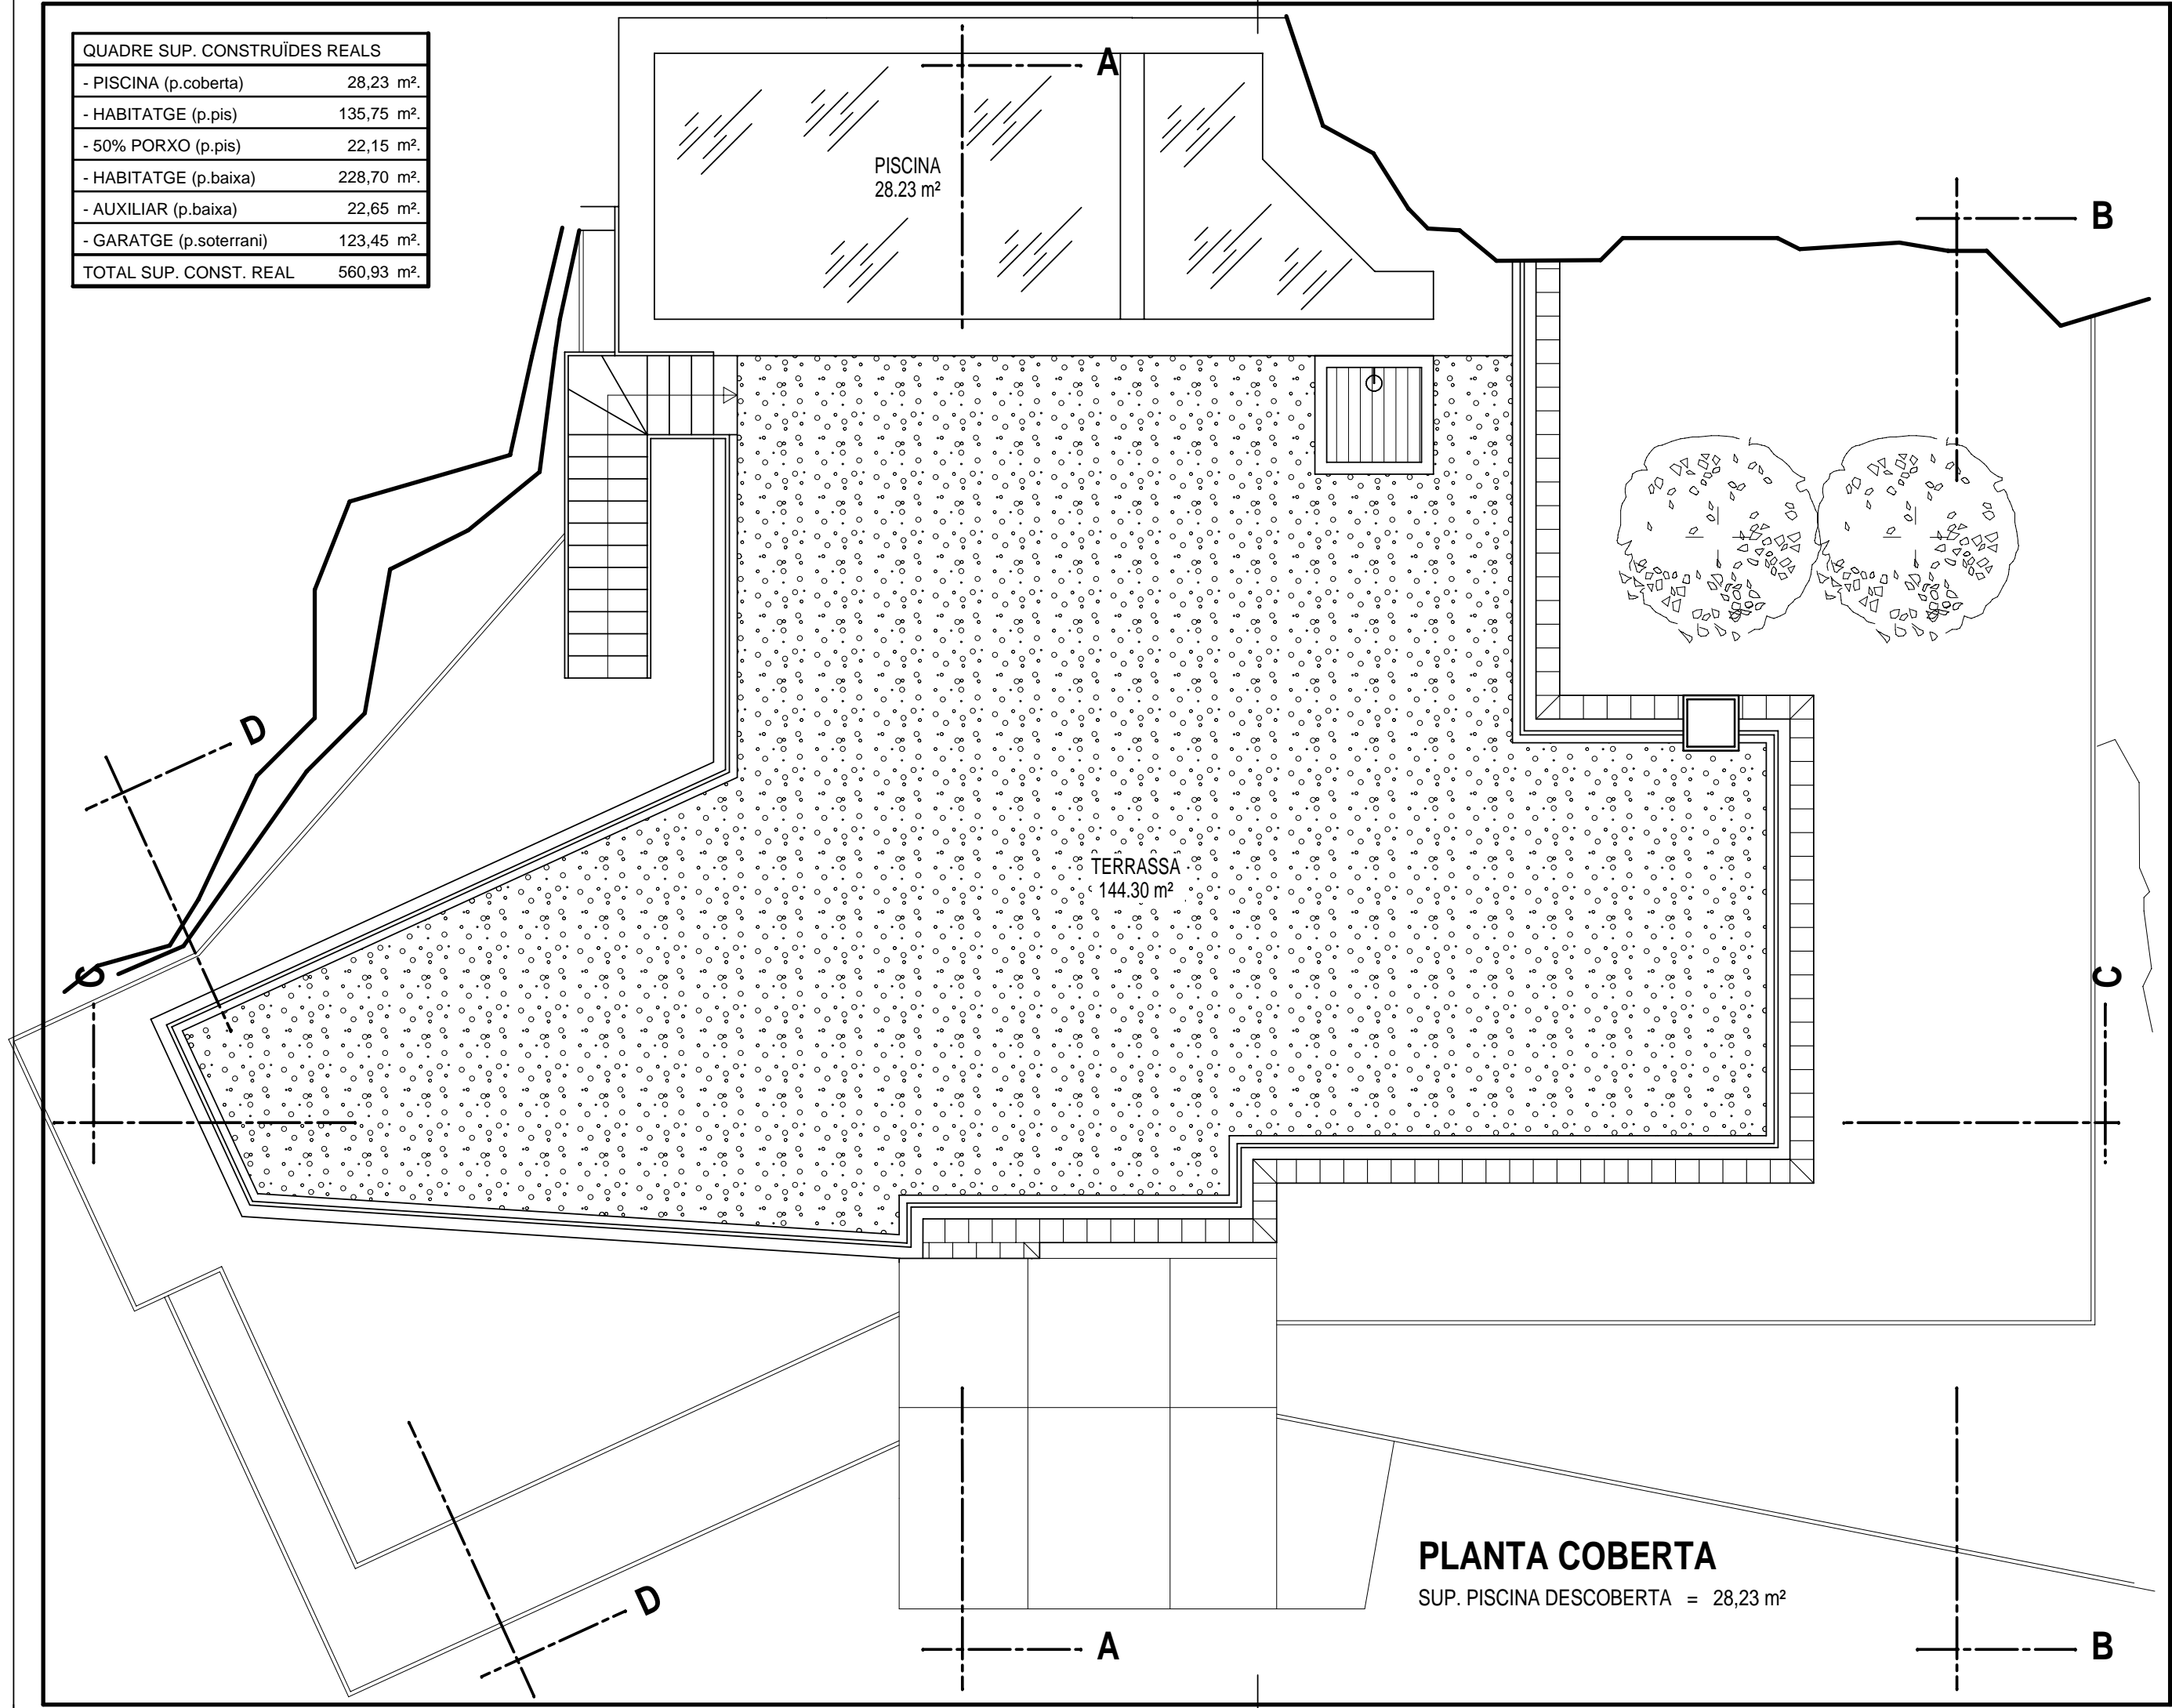 QUADRE SUP. CONSTRUÏDES REALS
- PISCINA (p.coberta) 28,23 m².
- HABITATGE (p.pis) 135,75 m².
- 50% PORXO (p.pis) 22,15 m².
- HABITATGE (p.baixa) 228,70 m².
- AUXILIAR (p.baixa) 22,65 m².
- GARATGE (p.soterrani) 123,45 m².
TOTAL SUP. CONST. REAL 560,93 m².
A
PISCINA
28.23 m²
B
D
TERRASSA
144.30 m²
C
C
D
PLANTA COBERTA
SUP. PISCINA DESCOBERTA = 28,23 m²
A
B